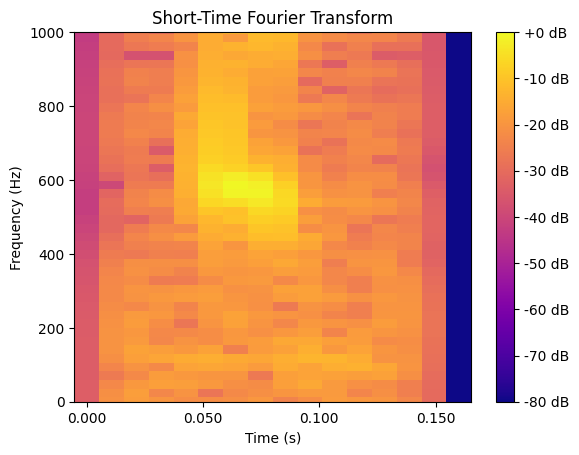 Short-Time Fourier Transform
1000
800
600
400
200
0
Frequency (Hz)
0.000
0.050
0.100
0.150
Time (s)
+0 dB
-10 dB
-20 dB
-30 dB
-40 dB
-50 dB
-60 dB
-70 dB
-80 dB